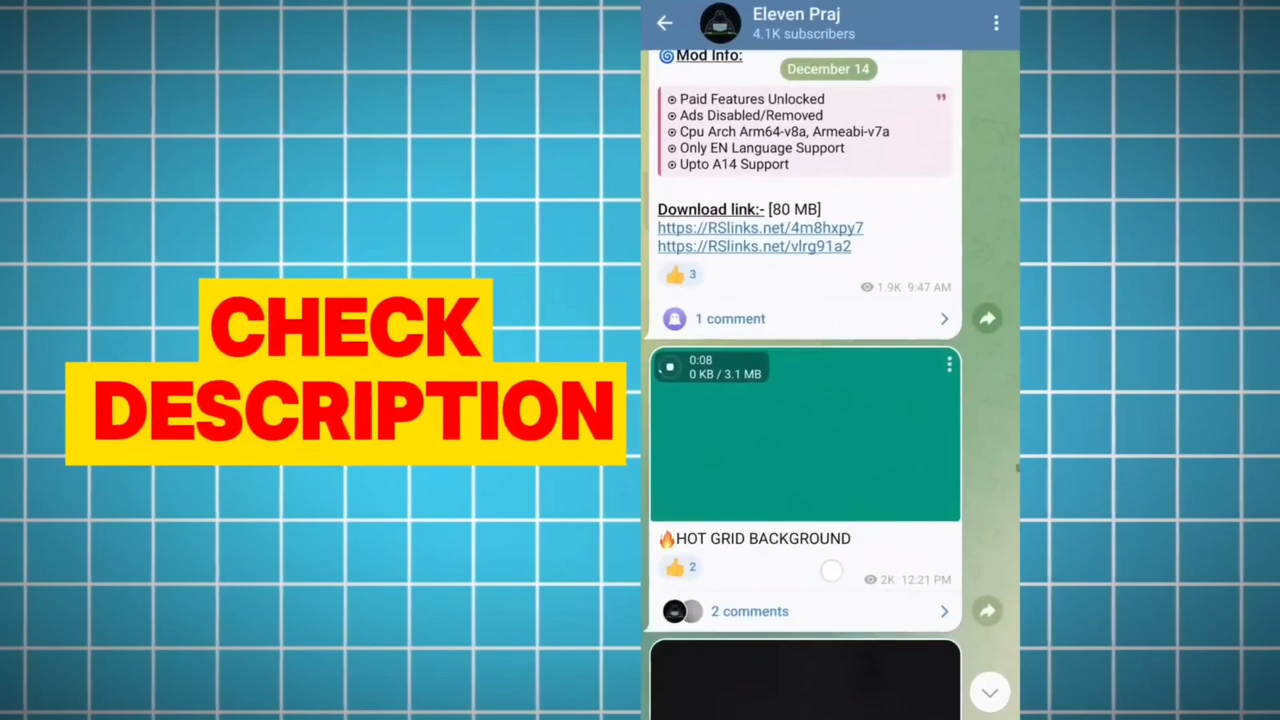 CHECK
DESCRIPTION
Eleven Praj
4.1K subscribers
🌀Mod Info:
December 14
⊙ Paid Features Unlocked
⊙ Ads Disabled/Removed
⊙ Cpu Arch Arm64-v8a, Armeabi-v7a
⊙ Only EN Language Support
⊙ Upto A14 Support
Download link:- [80 MB]
https://RSlinks.net/4m8hxpy7
https://RSlinks.net/vlrg91a2
👍 3
1.9K 9:47 AM
1 comment
0:08
0 KB / 3.1 MB
🔥HOT GRID BACKGROUND
👍 2
2K 12:21 PM
2 comments